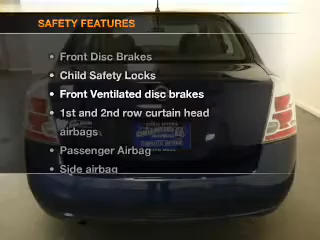 SAFETY FEATURES
• Front Disc Brakes
• Child Safety Locks
• Front Ventilated disc brakes
• 1st and 2nd row curtain head
airbags
• Passenger Airbag
• Side airbag